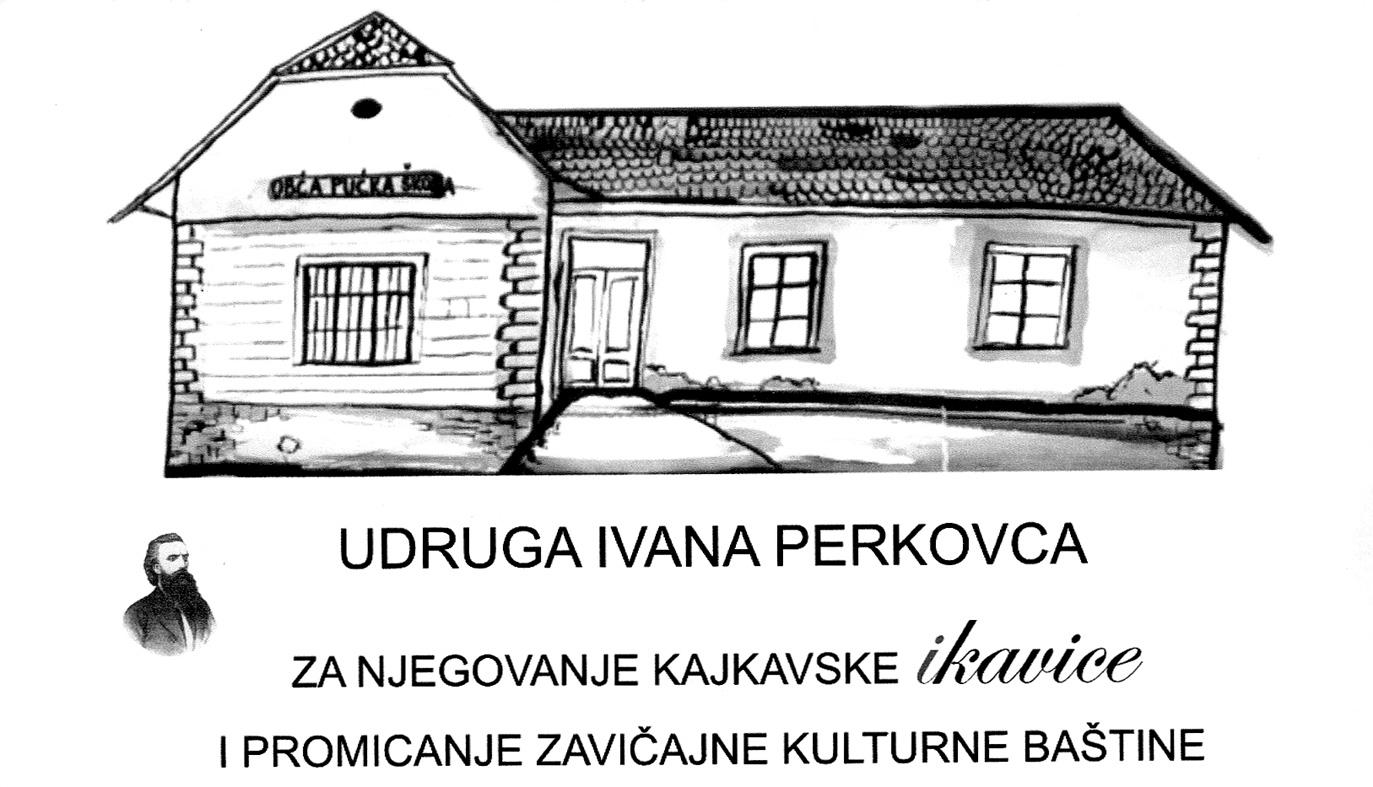 OBĆA PUČKA ŠKOLA
UDRUGA IVANA PERKOVCA
ZA NJEGOVANJE KAJKAVSKE ikavice
I PROMICANJE ZAVIČAJNE KULTURNE BAŠTINE